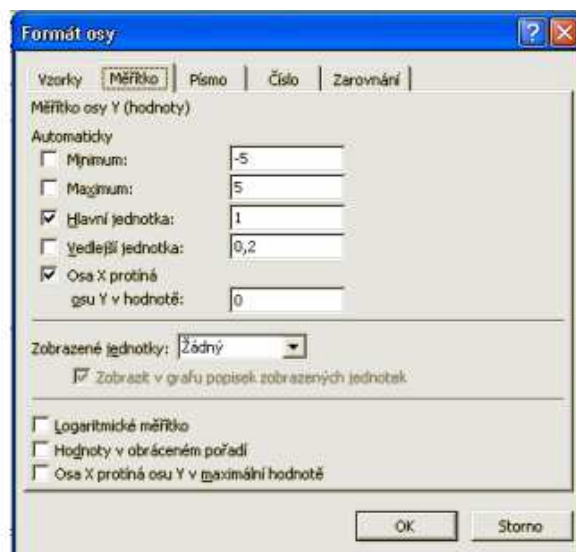 Formát osy
Vzorky Měřítko Písmo Číslo Zarovnání
Měřítko osy Y (hodnoty)
Automaticky
Minimum: -5
Maximum: 5
Hlavní jednotka: 1
Vedlejší jednotka: 0,2
Osa X protíná
osu Y v hodnotě: 0
Zobrazené jednotky: Žádný
Zobrazit v grafu popisek zobrazených jednotek
Logaritmické měřítko
Hodnoty v obráceném pořadí
Osa X protíná osu Y v maximální hodnotě
OK Storno